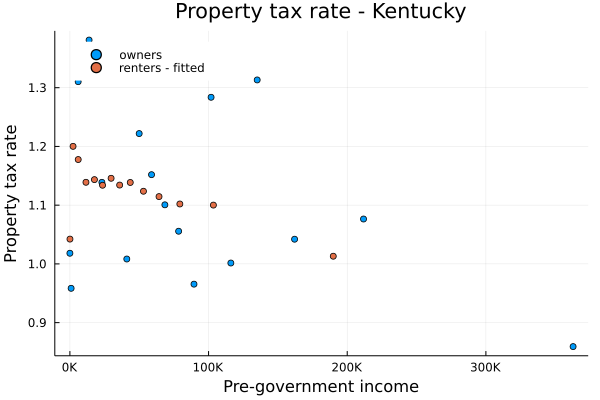 Property tax rate - Kentucky
owners
renters - fitted
1.3
1.2
1.1
1.0
0.9
Property tax rate
0K
100K
200K
300K
Pre-government income